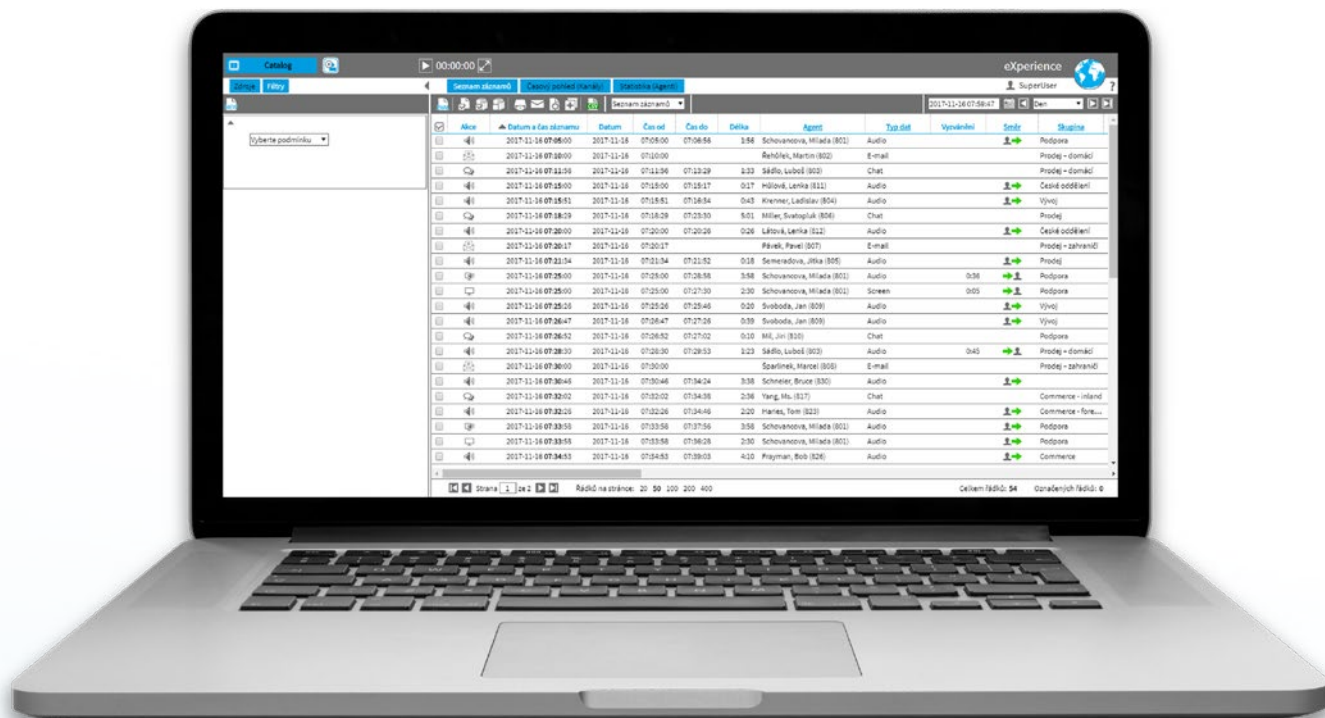 Catalog 00:00:00 eXperience
Zdroje Filtry Seznam záznamů Časový pohled (Kanály) Statistika (Agenti) SuperUser ?
Seznam záznamů 2017-11-16 07:59:47 Den
Vyberte podmínku
Akce Datum a čas záznamu Datum Čas od Čas do Délka Agent Typ dat Vyzvánění Směr Skupina
2017-11-16 07:05:00 2017-11-16 07:05:00 07:06:56 1:56 Schovancova, Milada (801) Audio Podpora
2017-11-16 07:10:00 2017-11-16 07:10:00 Řehůřek, Martin (802) E-mail Prodej – domácí
2017-11-16 07:11:56 2017-11-16 07:11:56 07:13:29 1:33 Sádlo, Luboš (803) Chat Prodej – domácí
2017-11-16 07:15:00 2017-11-16 07:15:00 07:15:17 0:17 Hůlová, Lenka (811) Audio České oddělení
2017-11-16 07:15:51 2017-11-16 07:15:51 07:16:34 0:43 Krenner, Ladislav (804) Audio Vývoj
2017-11-16 07:18:29 2017-11-16 07:18:29 07:23:30 5:01 Miller, Svatopluk (806) Chat Prodej
2017-11-16 07:20:00 2017-11-16 07:20:00 07:20:26 0:26 Látová, Lenka (812) Audio České oddělení
2017-11-16 07:20:17 2017-11-16 07:20:17 Pávek, Pavel (807) E-mail Prodej – zahraničí
2017-11-16 07:21:34 2017-11-16 07:21:34 07:21:52 0:18 Semeradova, Jitka (805) Audio Prodej
2017-11-16 07:25:00 2017-11-16 07:25:00 07:28:58 3:58 Schovancova, Milada (801) Audio 0:36 Podpora
2017-11-16 07:25:00 2017-11-16 07:25:00 07:27:30 2:30 Schovancova, Milada (801) Screen 0:05 Podpora
2017-11-16 07:25:26 2017-11-16 07:25:26 07:25:46 0:20 Svoboda, Jan (809) Audio Vývoj
2017-11-16 07:26:47 2017-11-16 07:26:47 07:27:26 0:39 Svoboda, Jan (809) Audio Vývoj
2017-11-16 07:26:52 2017-11-16 07:26:52 07:27:02 0:10 Mil, Jiri (810) Chat Podpora
2017-11-16 07:28:30 2017-11-16 07:28:30 07:29:53 1:23 Sádlo, Luboš (803) Audio 0:45 Prodej – domácí
2017-11-16 07:30:00 2017-11-16 07:30:00 Šparlinek, Marcel (808) E-mail Prodej – zahraničí
2017-11-16 07:30:46 2017-11-16 07:30:46 07:34:24 3:38 Schneier, Bruce (830) Audio
2017-11-16 07:32:02 2017-11-16 07:32:02 07:34:38 2:36 Yang, Ms. (817) Chat Commerce - inland
2017-11-16 07:32:26 2017-11-16 07:32:26 07:34:46 2:20 Haries, Tom (823) Audio Commerce - fore...
2017-11-16 07:33:58 2017-11-16 07:33:58 07:37:56 3:58 Schovancova, Milada (801) Audio Podpora
2017-11-16 07:33:58 2017-11-16 07:33:58 07:36:28 2:30 Schovancova, Milada (801) Audio Podpora
2017-11-16 07:34:53 2017-11-16 07:34:53 07:39:03 4:10 Frayman, Bob (826) Audio Commerce
Strana 1 ze 2 Řádků na stránce: 20 50 100 200 400 Celkem řádků: 54 Označených řádků: 0